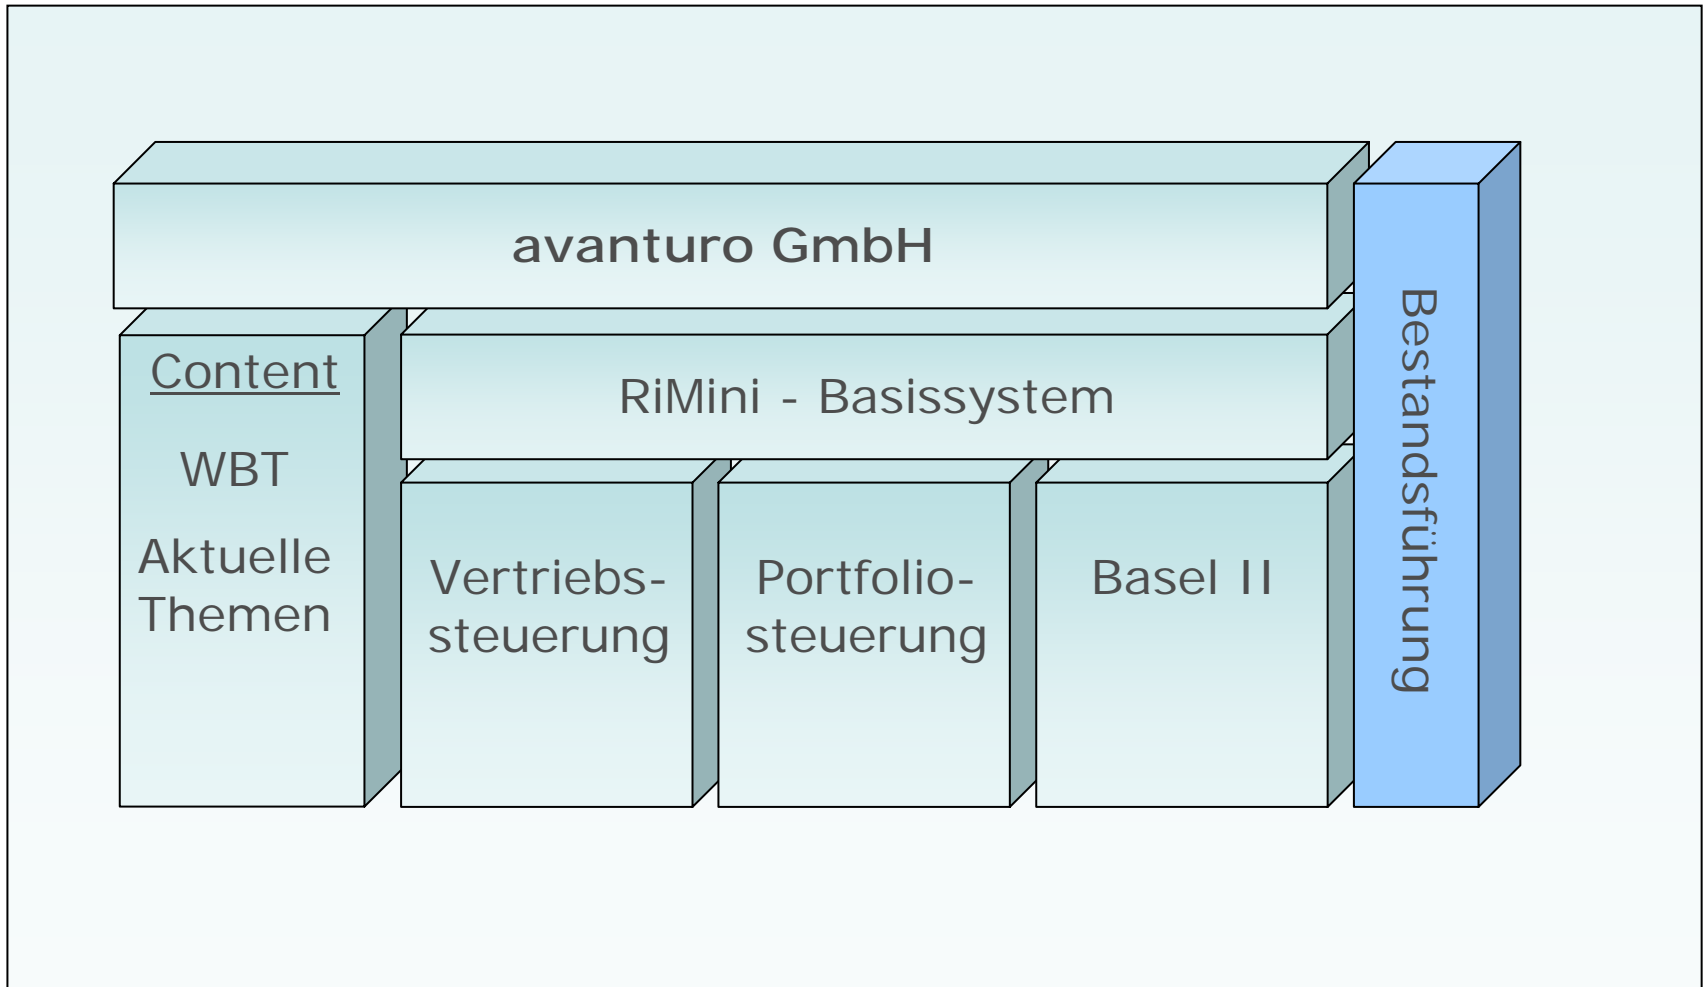 avanturo GmbH
Content
WBT
Aktuelle
Themen
RiMini - Basissystem
Vertriebs-
steuerung
Portfolio-
steuerung
Basel II
Bestandsführung